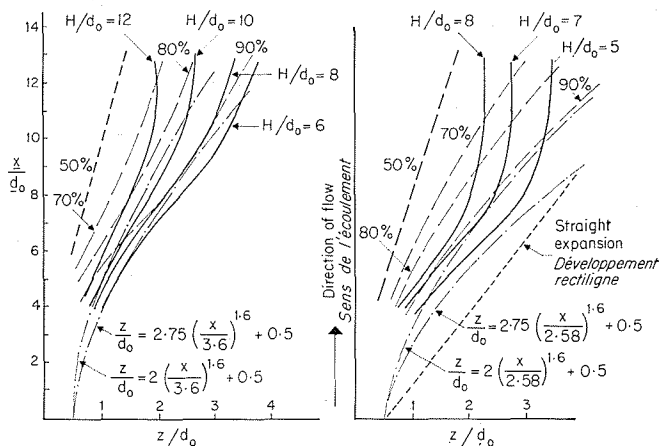 H/d₀=12
H/d₀=10
80%
90%
H/d₀=8
H/d₀=6
50%
70%
x/d₀
14
12
10
8
6
4
2
z/d₀ = 2·75 (x/3·6)^1·6 + 0·5
z/d₀ = 2 (x/3·6)^1·6 + 0·5
1
2
3
4
z/d₀
Direction of flow
Sens de l'écoulement
H/d₀=8
H/d₀=7
H/d₀=5
90%
70%
50%
80%
Straight
expansion
Développement
rectiligne
z/d₀ = 2·75 (x/2·58)^1·6 + 0·5
z/d₀ = 2 (x/2·58)^1·6 + 0·5
1
2
3
z/d₀